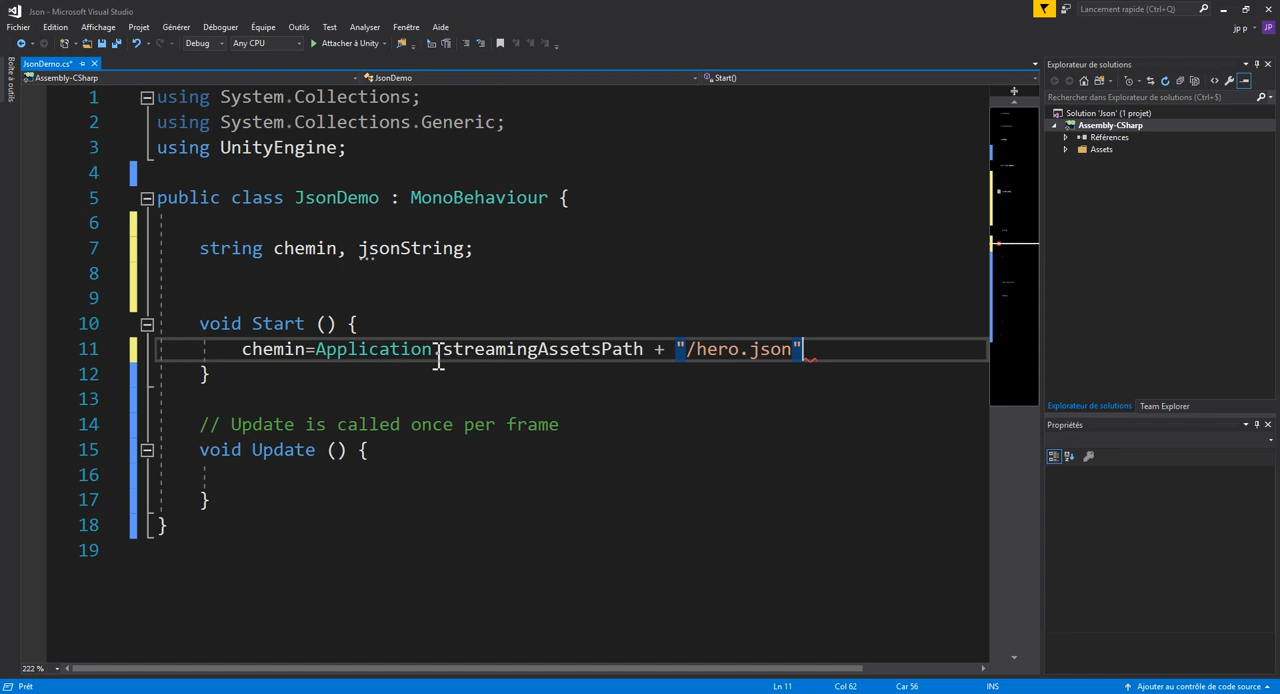 Json - Microsoft Visual Studio
Lancement rapide (Ctrl+Q)
Fichier Edition Affichage Projet Générer Déboguer Équipe Outils Test Analyser Fenêtre Aide
jp p JP
Debug Any CPU Attacher à Unity
Boîte à outils
JsonDemo.cs*
Assembly-CSharp JsonDemo Start()
1 using System.Collections;
2 using System.Collections.Generic;
3 using UnityEngine;
4
5 public class JsonDemo : MonoBehaviour {
6
7 string chemin, jsonString;
8
9
10 void Start () {
11 chemin=Application.streamingAssetsPath + "/hero.json"
12 }
13
14 // Update is called once per frame
15 void Update () {
16
17 }
18 }
19
222 %
Explorateur de solutions
Rechercher dans Explorateur de solutions (Ctrl+$)
Solution 'Json' (1 projet)
Assembly-CSharp
Références
Assets
Explorateur de solutions Team Explorer
Propriétés
Prêt Ln 11 Col 62 Car 56 INS Ajouter au contrôle de code source